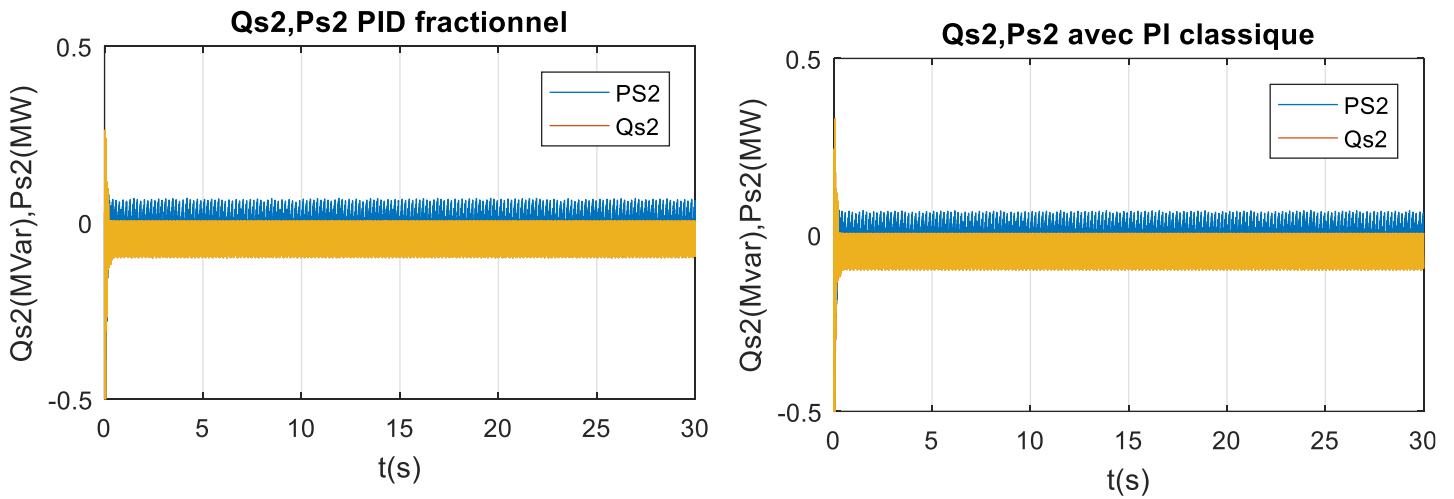 Qs2,Ps2 PID fractionnel
Qs2(MVar),Ps2(MW)
0.5
0
-0.5
PS2
Qs2
0 5 10 15 20 25 30
t(s)
Qs2,Ps2 avec PI classique
Qs2(Mvar),Ps2(MW)
0.5
0
-0.5
PS2
Qs2
0 5 10 15 20 25 30
t(s)